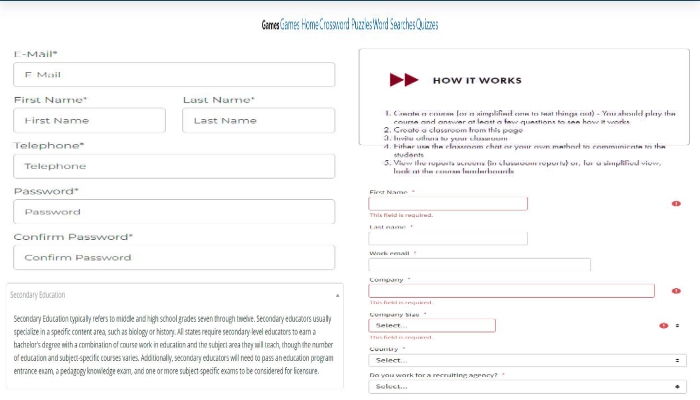 Games Games Home Crossword Puzzles Word Searches Quizzes
E-Mail*
E-Mail
First Name* Last Name*
First Name Last Name
Telephone*
Telephone
Password*
Password
Confirm Password*
Confirm Password
Secondary Education
Secondary Education typically refers to middle and high school grades seven through twelve. Secondary educators usually
specialize in a specific content area, such as biology or history. All states require secondary-level educators to earn a
bachelor's degree with a combination of course work in education and the subject area they will teach, though the number
of education and subject-specific courses varies. Additionally, secondary educators will need to pass an education program
entrance exam, a pedagogy knowledge exam, and one or more subject-specific exams to be considered for licensure.
HOW IT WORKS
1. Create a course (or a simplified one to test things out) - You should play the
course and answer at least a few questions to see how it works
2. Create a classroom from this page
3. Invite others to your classroom
4. Either use the classroom chat or your own method to communicate to the
students
5. View the reports screens (in classroom reports) or, for a simplified view,
look at the course leaderboards
First Name *
This field is required.
Last name *
Work email *
Company *
This field is required.
Company Size *
Select...
This field is required.
Country *
Select...
Do you work for a recruiting agency? *
Select...